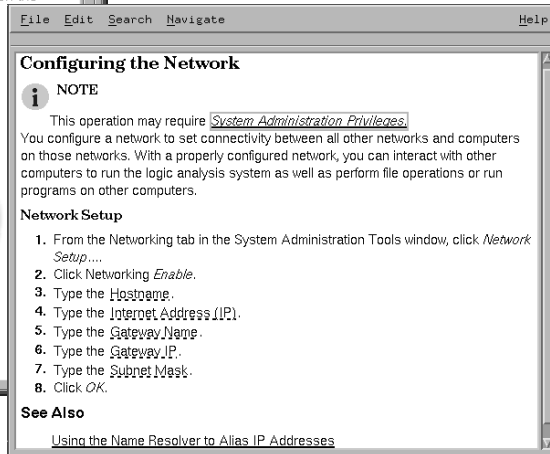 File Edit Search Navigate Help
Configuring the Network
NOTE
This operation may require System Administration Privileges.
You configure a network to set connectivity between all other networks and computers
on those networks. With a properly configured network, you can interact with other
computers to run the logic analysis system as well as perform file operations or run
programs on other computers.
Network Setup
1. From the Networking tab in the System Administration Tools window, click Network
Setup....
2. Click Networking Enable.
3. Type the Hostname.
4. Type the Internet Address (IP).
5. Type the Gateway Name.
6. Type the Gateway IP.
7. Type the Subnet Mask.
8. Click OK.
See Also
Using the Name Resolver to Alias IP Addresses